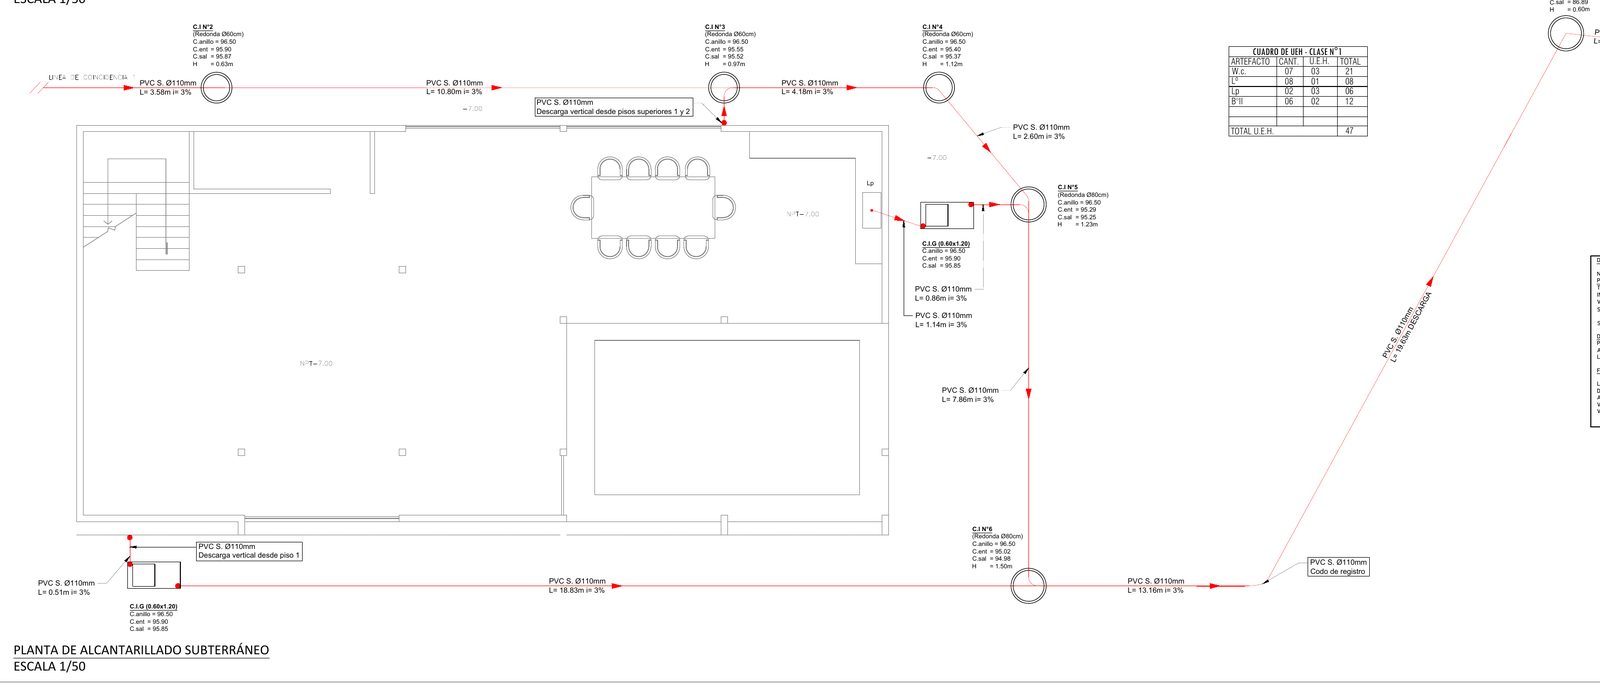 ESCALA 1/50
C.I N°2
(Redonda Ø60cm)
C.anillo = 96.50
C.ent = 95.90
C.sal = 95.87
H = 0.63m
C.I N°3
(Redonda Ø60cm)
C.anillo = 96.50
C.ent = 95.55
C.sal = 95.52
H = 0.97m
C.I N°4
(Redonda Ø60cm)
C.anillo = 96.50
C.ent = 95.40
C.sal = 95.37
H = 1.12m
C.sal = 86.89
H = 0.60m
CUADRO DE UEH - CLASE N°1
ARTEFACTO CANT. U.E.H. TOTAL
W.c. 07 03 21
L° 08 01 08
Lp 02 03 06
B°ll 06 02 12
TOTAL U.E.H. 47
LINEA DE COINCIDENCIA 1
PVC S. Ø110mm
L= 3.58m i= 3%
PVC S. Ø110mm
L= 10.80m i= 3%
PVC S. Ø110mm
L= 4.18m i= 3%
-7.00
PVC S. Ø110mm
Descarga vertical desde pisos superiores 1 y 2
PVC S. Ø110mm
L= 2.60m i= 3%
-7.00
Lp
C.I N°5
(Redonda Ø80cm)
C.anillo = 96.50
C.ent = 95.29
C.sal = 95.25
H = 1.23m
NPT-7.00
C.I.G (0.60x1.20)
C.anillo = 96.50
C.ent = 95.90
C.sal = 95.85
PVC S. Ø110mm
L= 0.86m i= 3%
PVC S. Ø110mm
L= 1.14m i= 3%
PVC S. Ø110mm
L= 19.63m DESCARGA
NPT-7.00
PVC S. Ø110mm
L= 7.86m i= 3%
C.I N°6
(Redonda Ø80cm)
C.anillo = 96.50
C.ent = 95.02
C.sal = 94.98
H = 1.50m
PVC S. Ø110mm
Descarga vertical desde piso 1
PVC S. Ø110mm
L= 0.51m i= 3%
PVC S. Ø110mm
L= 18.83m i= 3%
PVC S. Ø110mm
L= 13.16m i= 3%
PVC S. Ø110mm
Codo de registro
C.I.G (0.60x1.20)
C.anillo = 96.50
C.ent = 95.90
C.sal = 95.85
PLANTA DE ALCANTARILLADO SUBTERRÁNEO
ESCALA 1/50